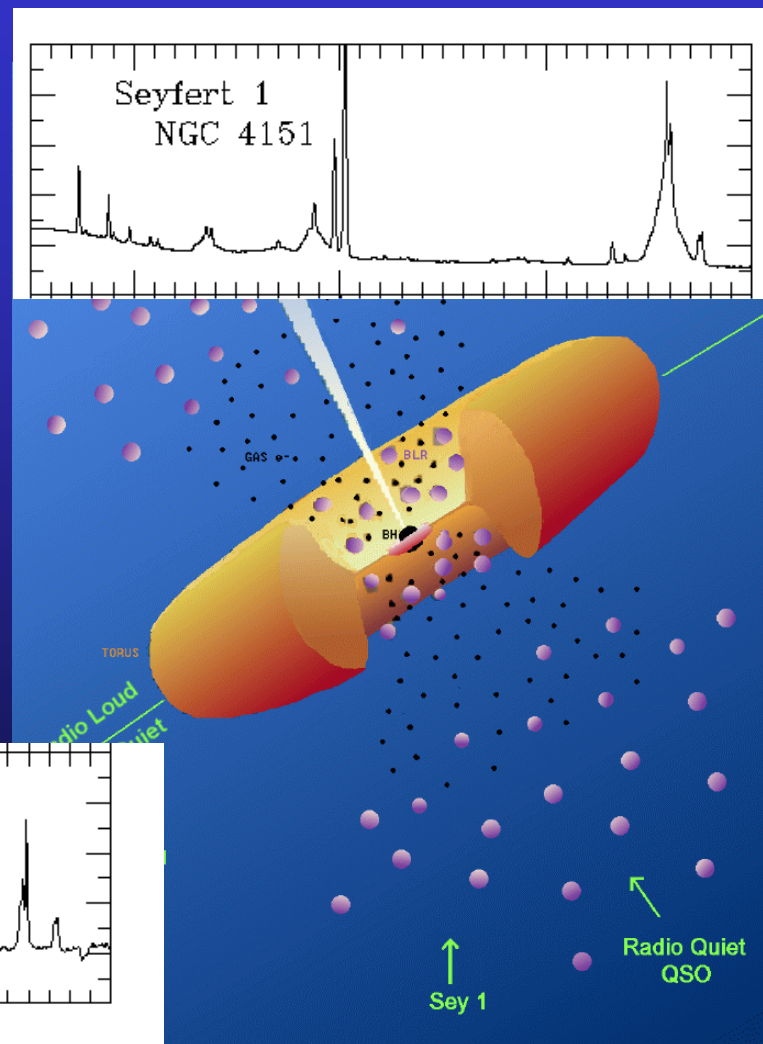 Seyfert 1
NGC 4151
GAS e-
BLR
BH
TORUS
Radio Quiet
QSO
Sey 1